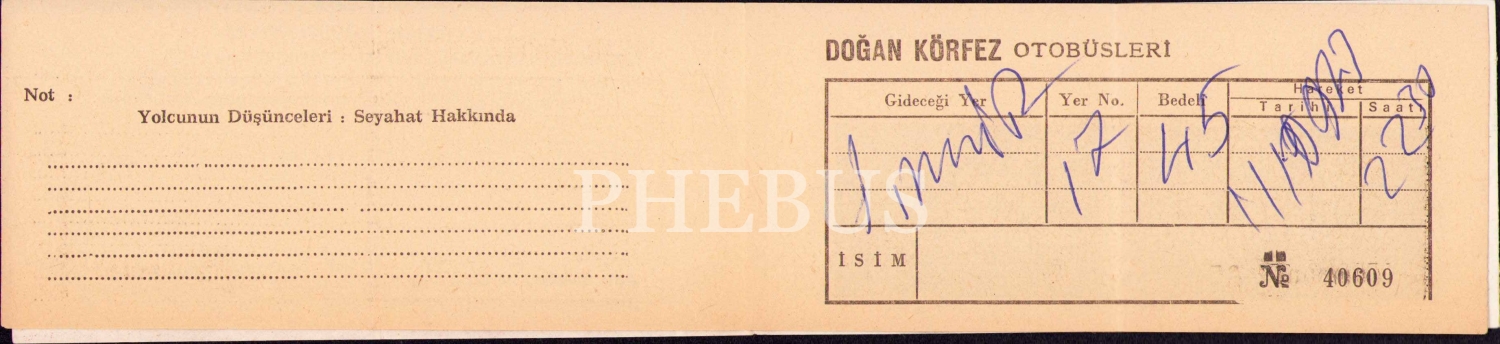 Not :
Yolcunun Düşünceleri : Seyahat Hakkında
DOĞAN KÖRFEZ OTOBÜSLERİ
Gideceği Yer Yer No. Bedeli Hareket
Tarihi Saati
17 45 2230
İSİM
№ 40609
PHEBUS